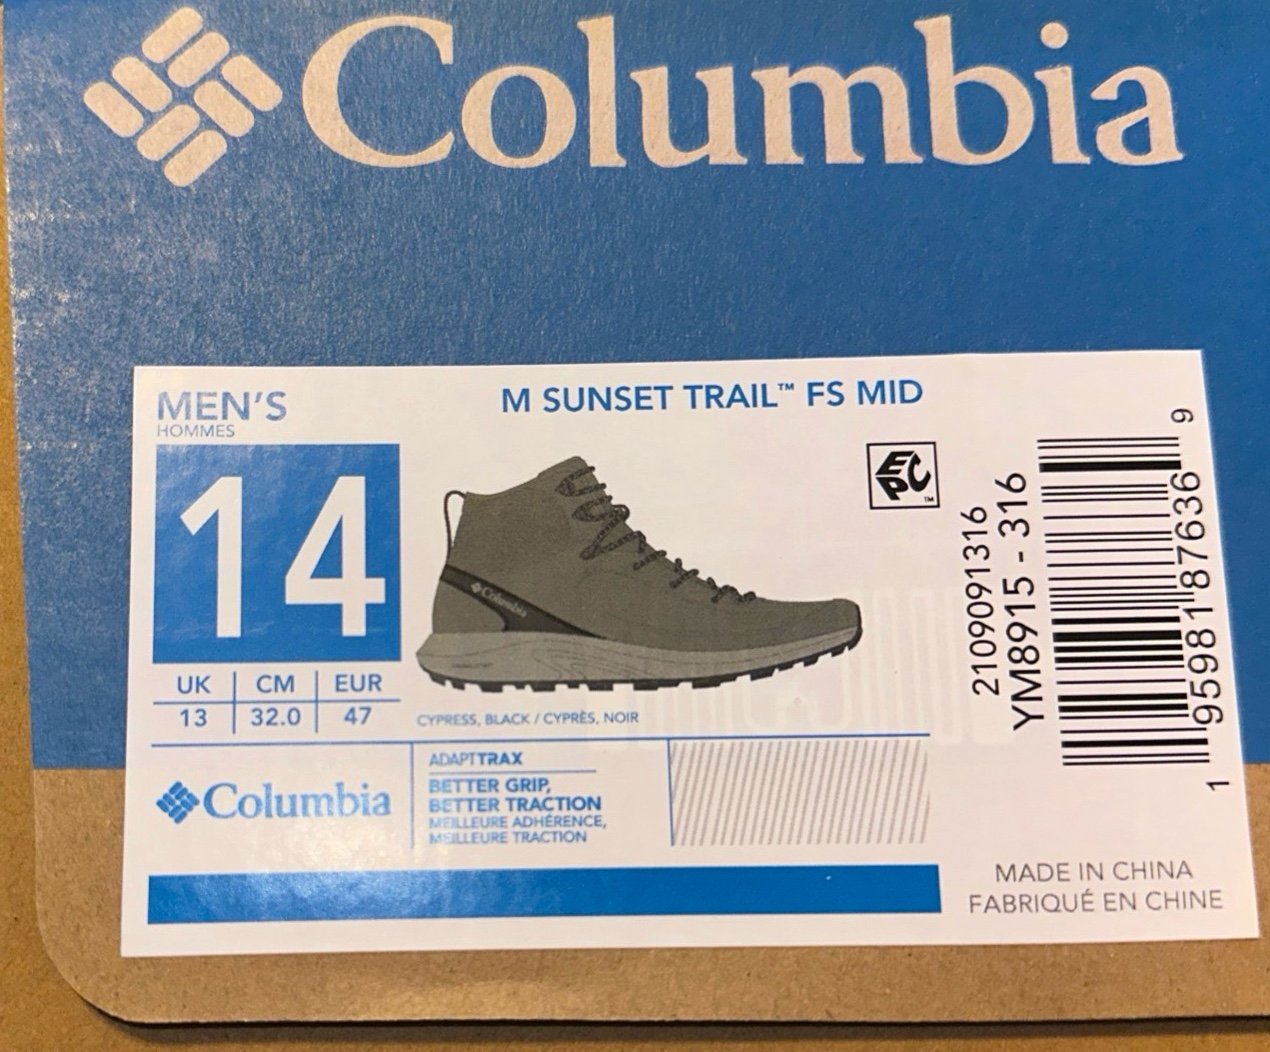 Columbia
MEN'S
HOMMES
M SUNSET TRAIL™ FS MID
14
Columbia
EPC™
UK CM EUR
13 32.0 47
CYPRESS, BLACK / CYPRÈS, NOIR
Columbia
ADAPTTRAX
BETTER GRIP,
BETTER TRACTION
MEILLEURE ADHÉRENCE,
MEILLEURE TRACTION
2109091316
YM8915 - 316
1 95981 87636 9
MADE IN CHINA
FABRIQUÉ EN CHINE